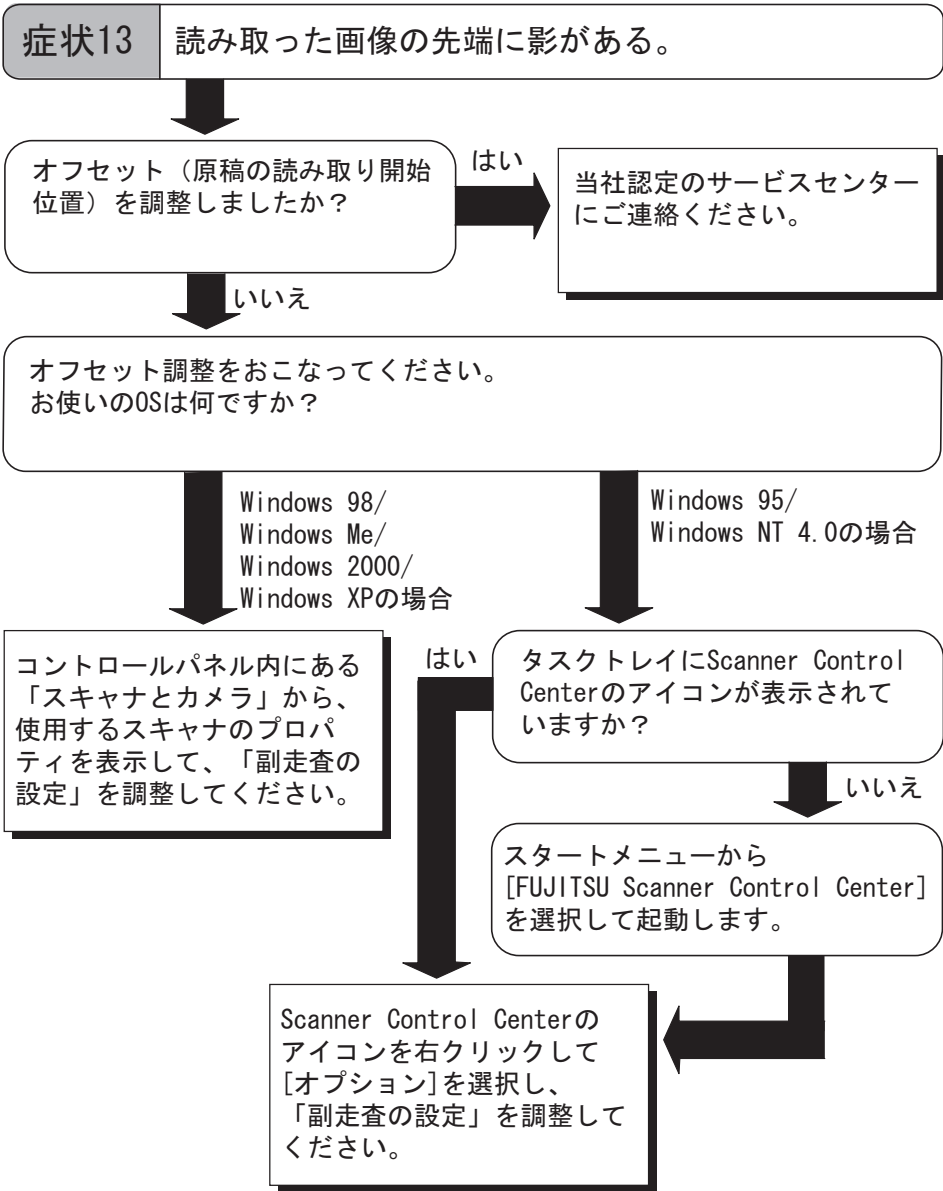 症状13
読み取った画像の先端に影がある。
オフセット（原稿の読み取り開始
位置）を調整しましたか？
はい
当社認定のサービスセンター
にご連絡ください。
いいえ
オフセット調整をおこなってください。
お使いのOSは何ですか？
Windows 98/
Windows Me/
Windows 2000/
Windows XPの場合
Windows 95/
Windows NT 4.0の場合
コントロールパネル内にある
「スキャナとカメラ」から、
使用するスキャナのプロパ
ティを表示して、「副走査の
設定」を調整してください。
はい
タスクトレイにScanner Control
Centerのアイコンが表示されて
いますか？
いいえ
スタートメニューから
[FUJITSU Scanner Control Center]
を選択して起動します。
Scanner Control Centerの
アイコンを右クリックして
[オプション]を選択し、
「副走査の設定」を調整して
ください。